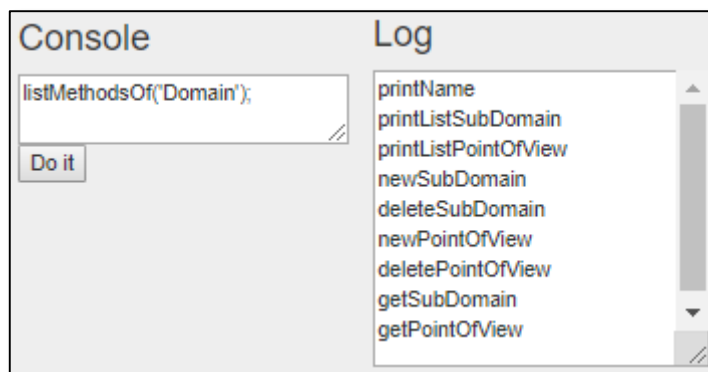 Console
listMethodsOf('Domain');
Do it
Log
printName
printListSubDomain
printListPointOfView
newSubDomain
deleteSubDomain
newPointOfView
deletePointOfView
getSubDomain
getPointOfView